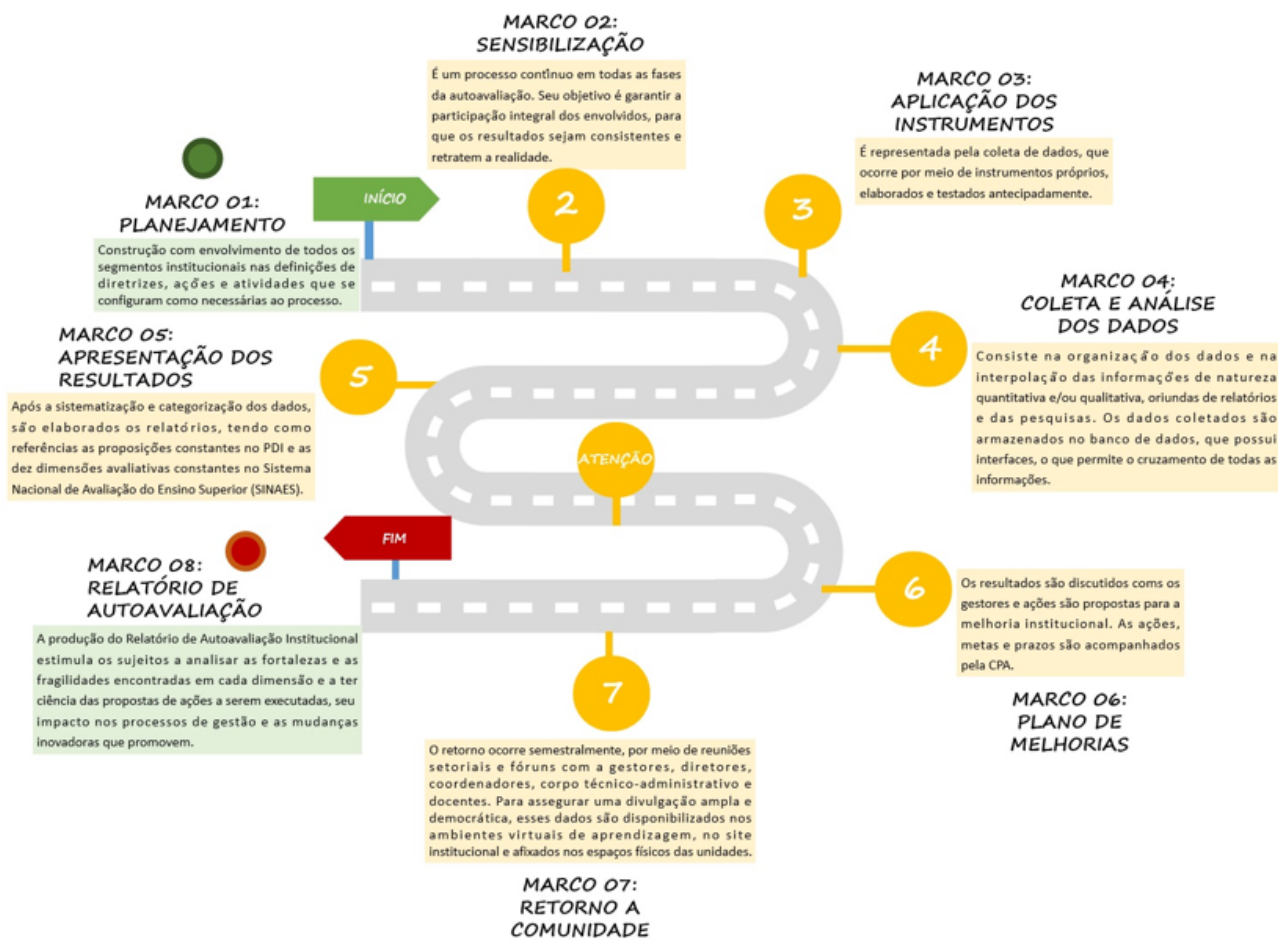 MARCO 01:
PLANEJAMENTO
Construção com envolvimento de todos os
segmentos institucionais nas definições de
diretrizes, ações e atividades que se
configuram como necessárias ao processo.
INÍCIO
MARCO 02:
SENSIBILIZAÇÃO
É um processo contínuo em todas as fases
da autoavaliação. Seu objetivo é garantir a
participação integral dos envolvidos, para
que os resultados sejam consistentes e
retratem a realidade.
2
MARCO 03:
APLICAÇÃO DOS
INSTRUMENTOS
É representada pela coleta de dados, que
ocorre por meio de instrumentos próprios,
elaborados e testados antecipadamente.
3
MARCO 04:
COLETA E ANÁLISE
DOS DADOS
Consiste na organização dos dados e na
interpolação das informações de natureza
quantitativa e/ou qualitativa, oriundas de relatórios
e das pesquisas. Os dados coletados são
armazenados no banco de dados, que possui
interfaces, o que permite o cruzamento de todas as
informações.
4
MARCO 05:
APRESENTAÇÃO DOS
RESULTADOS
Após a sistematização e categorização dos dados,
são elaborados os relatórios, tendo como
referências as proposições constantes no PDI e as
dez dimensões avaliativas constantes no Sistema
Nacional de Avaliação do Ensino Superior (SINAES).
5
ATENÇÃO
6
Os resultados são discutidos coms os
gestores e ações são propostas para a
melhoria institucional. As ações,
metas e prazos são acompanhados
pela CPA.
MARCO 06:
PLANO DE
MELHORIAS
7
O retorno ocorre semestralmente, por meio de reuniões
setoriais e fóruns com a gestores, diretores,
coordenadores, corpo técnico-administrativo e
docentes. Para assegurar uma divulgação ampla e
democrática, esses dados são disponibilizados nos
ambientes virtuais de aprendizagem, no site
institucional e afixados nos espaços físicos das unidades.
MARCO 07:
RETORNO A
COMUNIDADE
FIM
MARCO 08:
RELATÓRIO DE
AUTOAVALIAÇÃO
A produção do Relatório de Autoavaliação Institucional
estimula os sujeitos a analisar as fortalezas e as
fragilidades encontradas em cada dimensão e a ter
ciência das propostas de ações a serem executadas, seu
impacto nos processos de gestão e as mudanças
inovadoras que promovem.